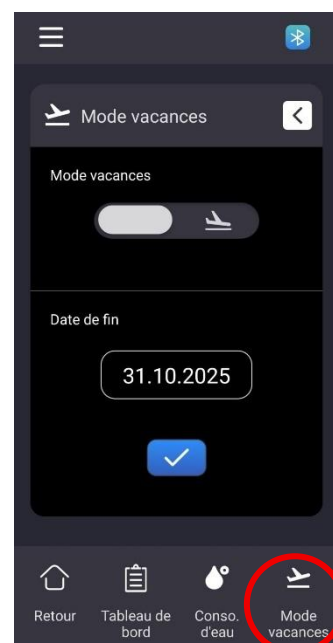 Mode vacances
Mode vacances
Date de fin
31.10.2025
Retour
Tableau de
bord
Conso.
d'eau
Mode
vacances